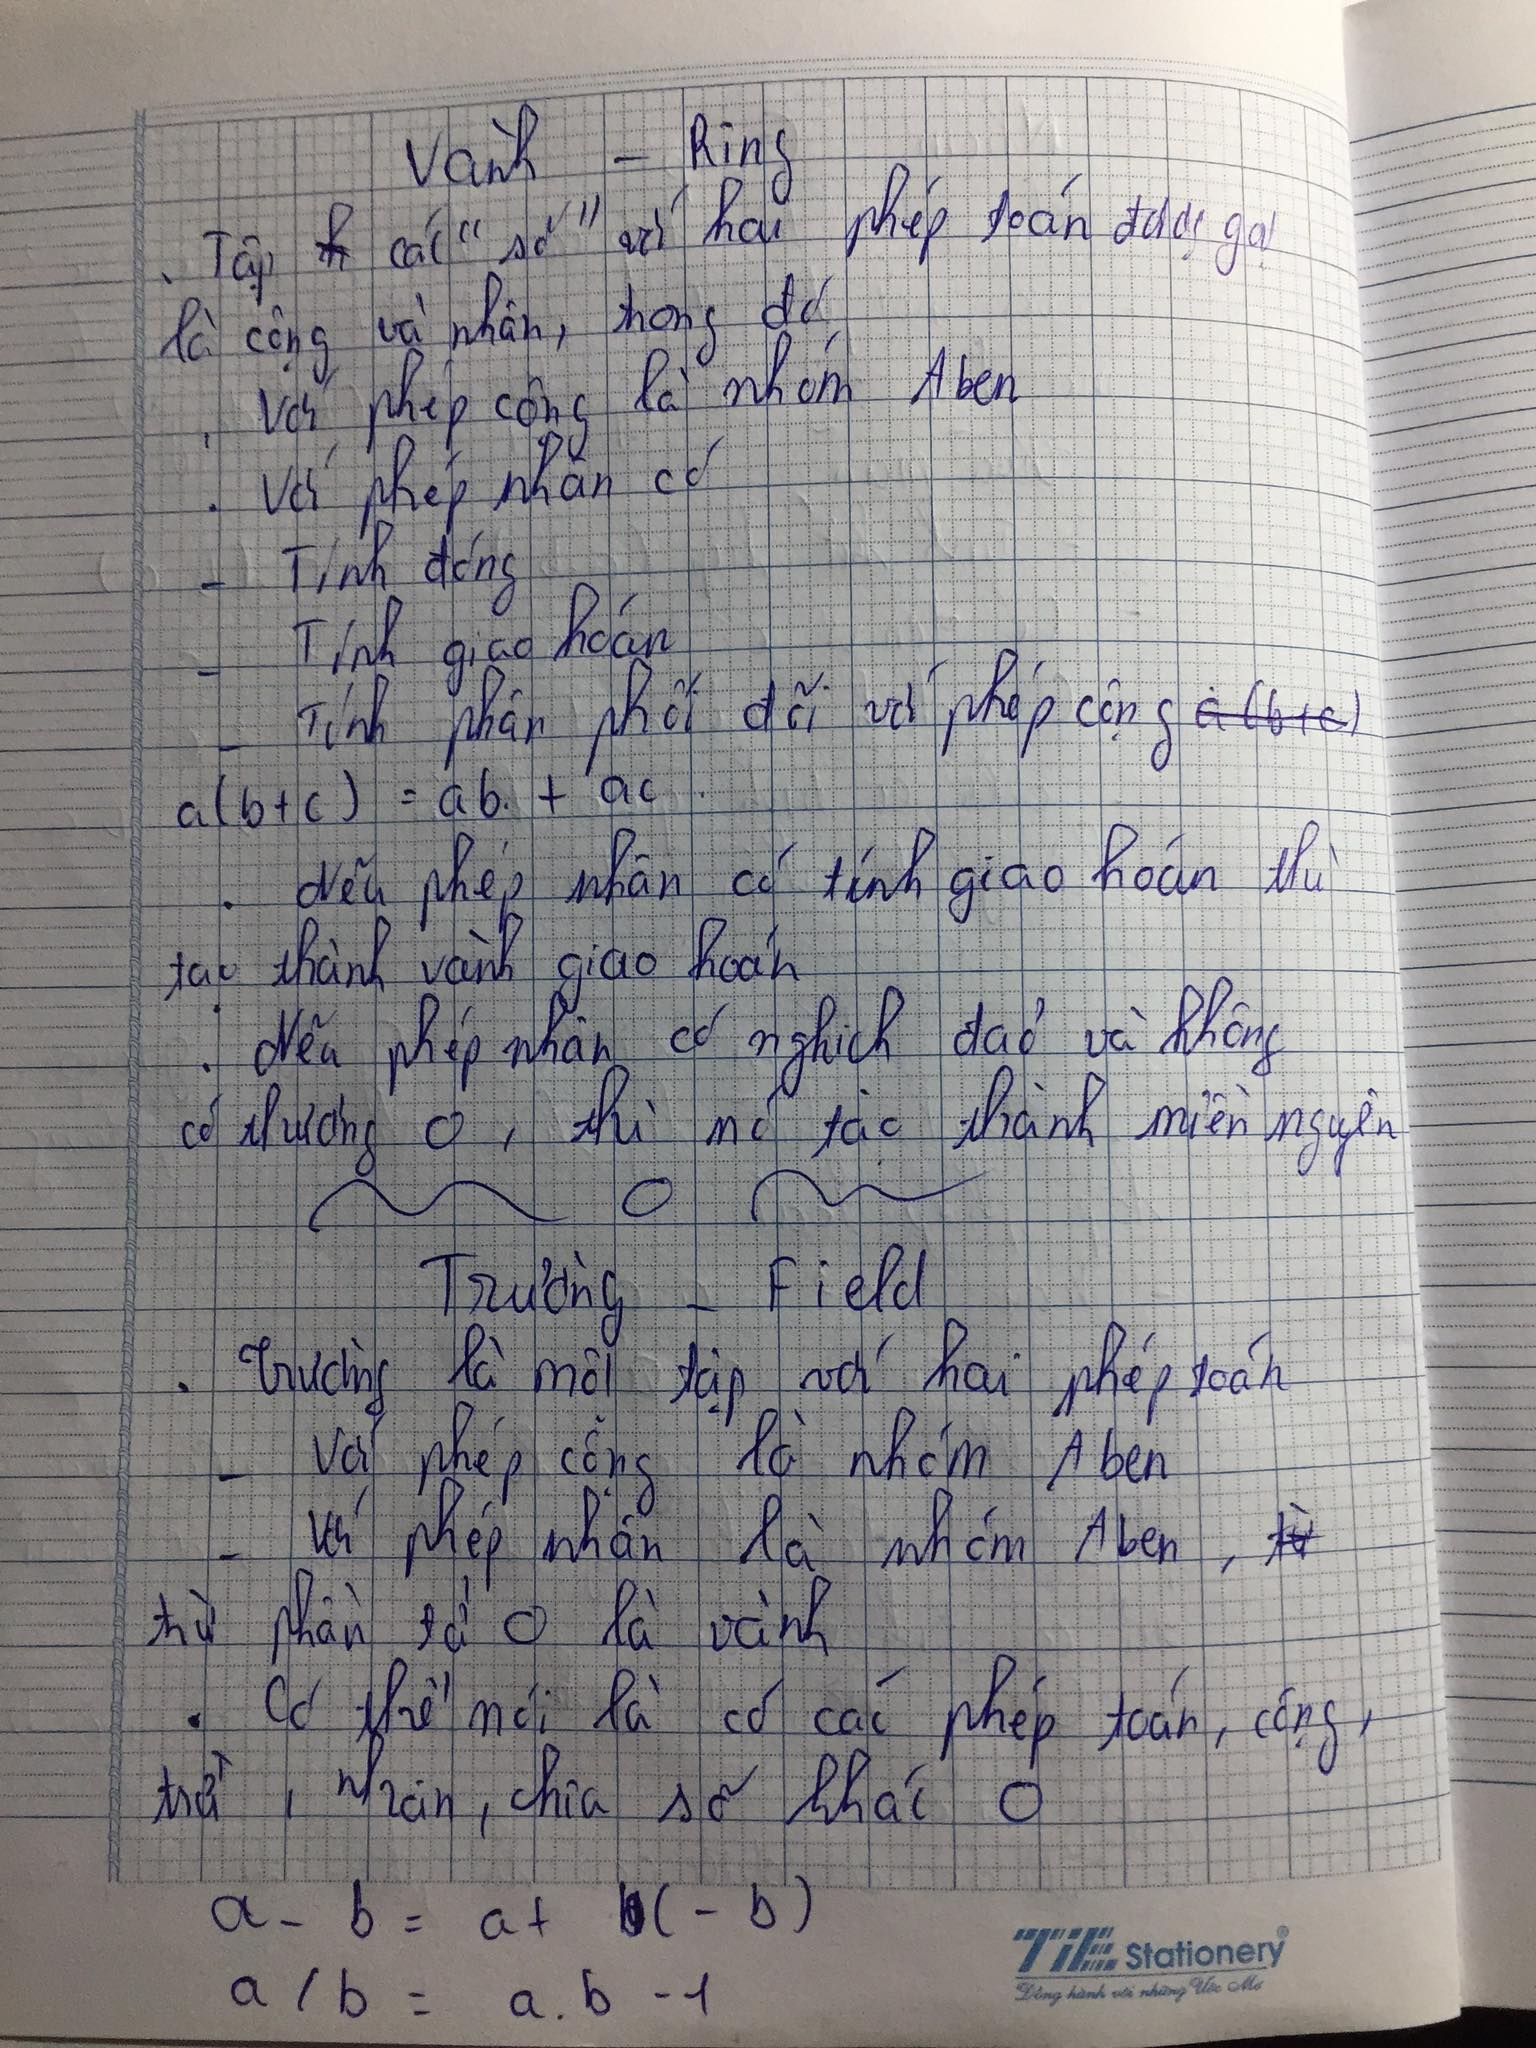 Vành - Ring
. Tập các "số" với hai phép toán được gọi
là cộng và nhân, trong đó
. Với phép cộng là nhóm Aben
. Với phép nhân có
- Tính đóng
- Tính giao hoán
- Tính phân phối đối với phép cộng a(b+c)
a(b+c) = ab. + ac.
. Nếu phép nhân có tính giao hoán thì
tạo thành vành giao hoán
. Nếu phép nhân có nghịch đảo và không
có thương 0, thì nó tạo thành miền nguyên
Trường - Field
. Trường là một tập với hai phép toán
- Với phép cộng là nhóm Aben
- Với phép nhân là nhóm Aben, từ
trừ phần tử 0 là vành
. Có thể nói là có các phép toán, cộng,
trừ, nhân, chia số khác 0
a - b = a + (-b)
a / b = a.b -1
TiE Stationery®
Đồng hành với những Ước Mơ